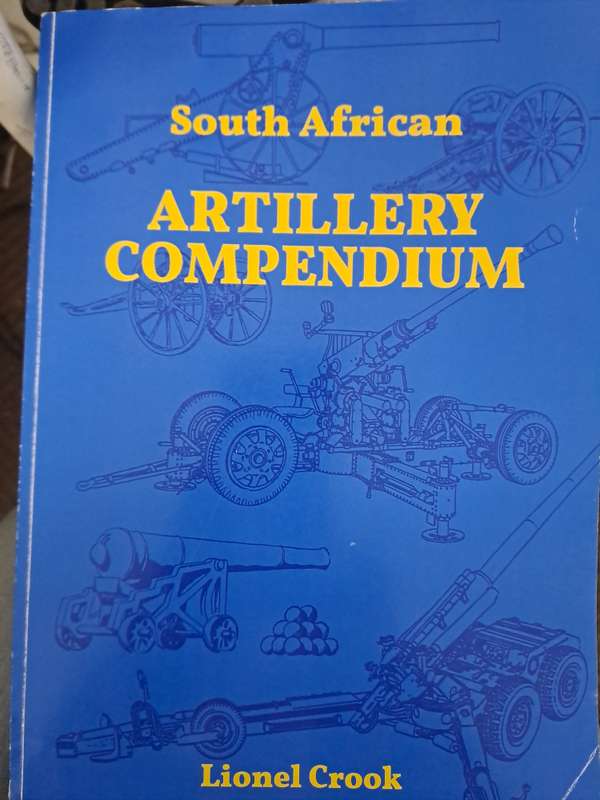 South African
ARTILLERY
COMPENDIUM
Lionel Crook